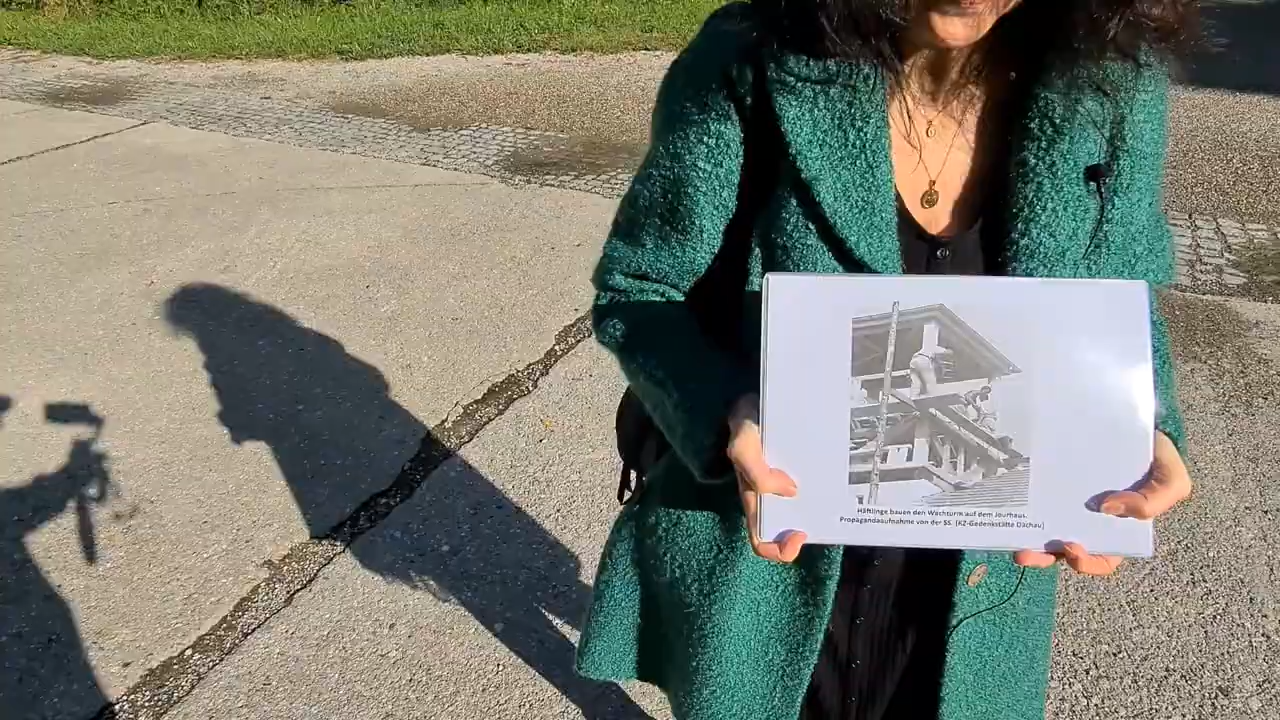 Häftlinge bauen den Wachturm auf dem Jourhaus.
Propagandaaufnahme von der SS. (KZ-Gedenkstätte Dachau)